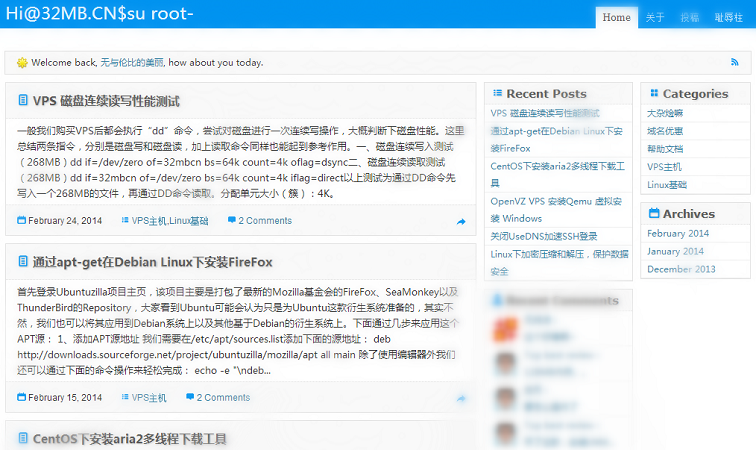 Hi@32MB.CN$su root-
Home 关于 投稿 耻辱柱
Welcome back, 无与伦比的美丽, how about you today.
VPS 磁盘连续读写性能测试
一般我们购买VPS后都会执行“dd”命令，尝试对磁盘进行一次连续写操作，大概判断下磁盘性能。这里
总结两条指令，分别是磁盘写和磁盘读，加上读取命令同样也能起到参考作用。一、磁盘连续写入测试
（268MB）dd if=/dev/zero of=32mbcn bs=64k count=4k oflag=dsync二、磁盘连续读取测试
（268MB）dd if=32mbcn of=/dev/zero bs=64k count=4k iflag=direct以上测试为通过DD命令先
写入一个268MB的文件，再通过DD命令读取。分配单元大小（簇）：4K。
February 24, 2014 VPS主机,Linux基础 2 Comments
通过apt-get在Debian Linux下安装FireFox
首先登录Ubuntuzilla项目主页，该项目主要是打包了最新的Mozilla基金会的FireFox、SeaMonkey以及
ThunderBird的Repository，大家看到Ubuntu可能会认为只是为Ubuntu这款衍生系统准备的，其实不
然，我们也可以将其应用到Debian系统上以及其他基于Debian的衍生系统上。下面通过几步来应用这个
APT源： 1、添加APT源地址 我们需要在/etc/apt/sources.list添加下面的源地址： deb
http://downloads.sourceforge.net/project/ubuntuzilla/mozilla/apt all main 除了使用编辑器外我们
还可以通过下面的命令操作来轻松完成： echo -e "\ndeb...
February 15, 2014 VPS主机 2 Comments
CentOS下安装aria2多线程下载工具
Recent Posts
VPS 磁盘连续读写性能测试
通过apt-get在Debian Linux下安
装FireFox
CentOS下安装aria2多线程下载工
具
OpenVZ VPS 安装Qemu 虚拟安
装 Windows
关闭UseDNS加速SSH登录
Linux下加密压缩和解压，保护数据
安全
Recent Comments
Categories
大杂烩嘛
域名优惠
帮助文档
VPS主机
Linux基础
Archives
February 2014
January 2014
December 2013